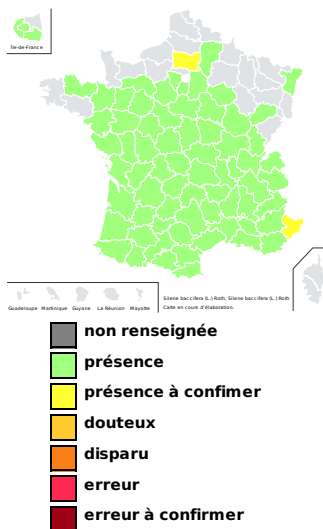 Île-de-France
Guadeloupe Martinique Guyane La Réunion Mayotte
Silene baccifera (L.) Roth, Silene baccifera (L.) Roth
Carte en cours d'élaboration.
non renseignée
présence
présence à confimer
douteux
disparu
erreur
erreur à confirmer